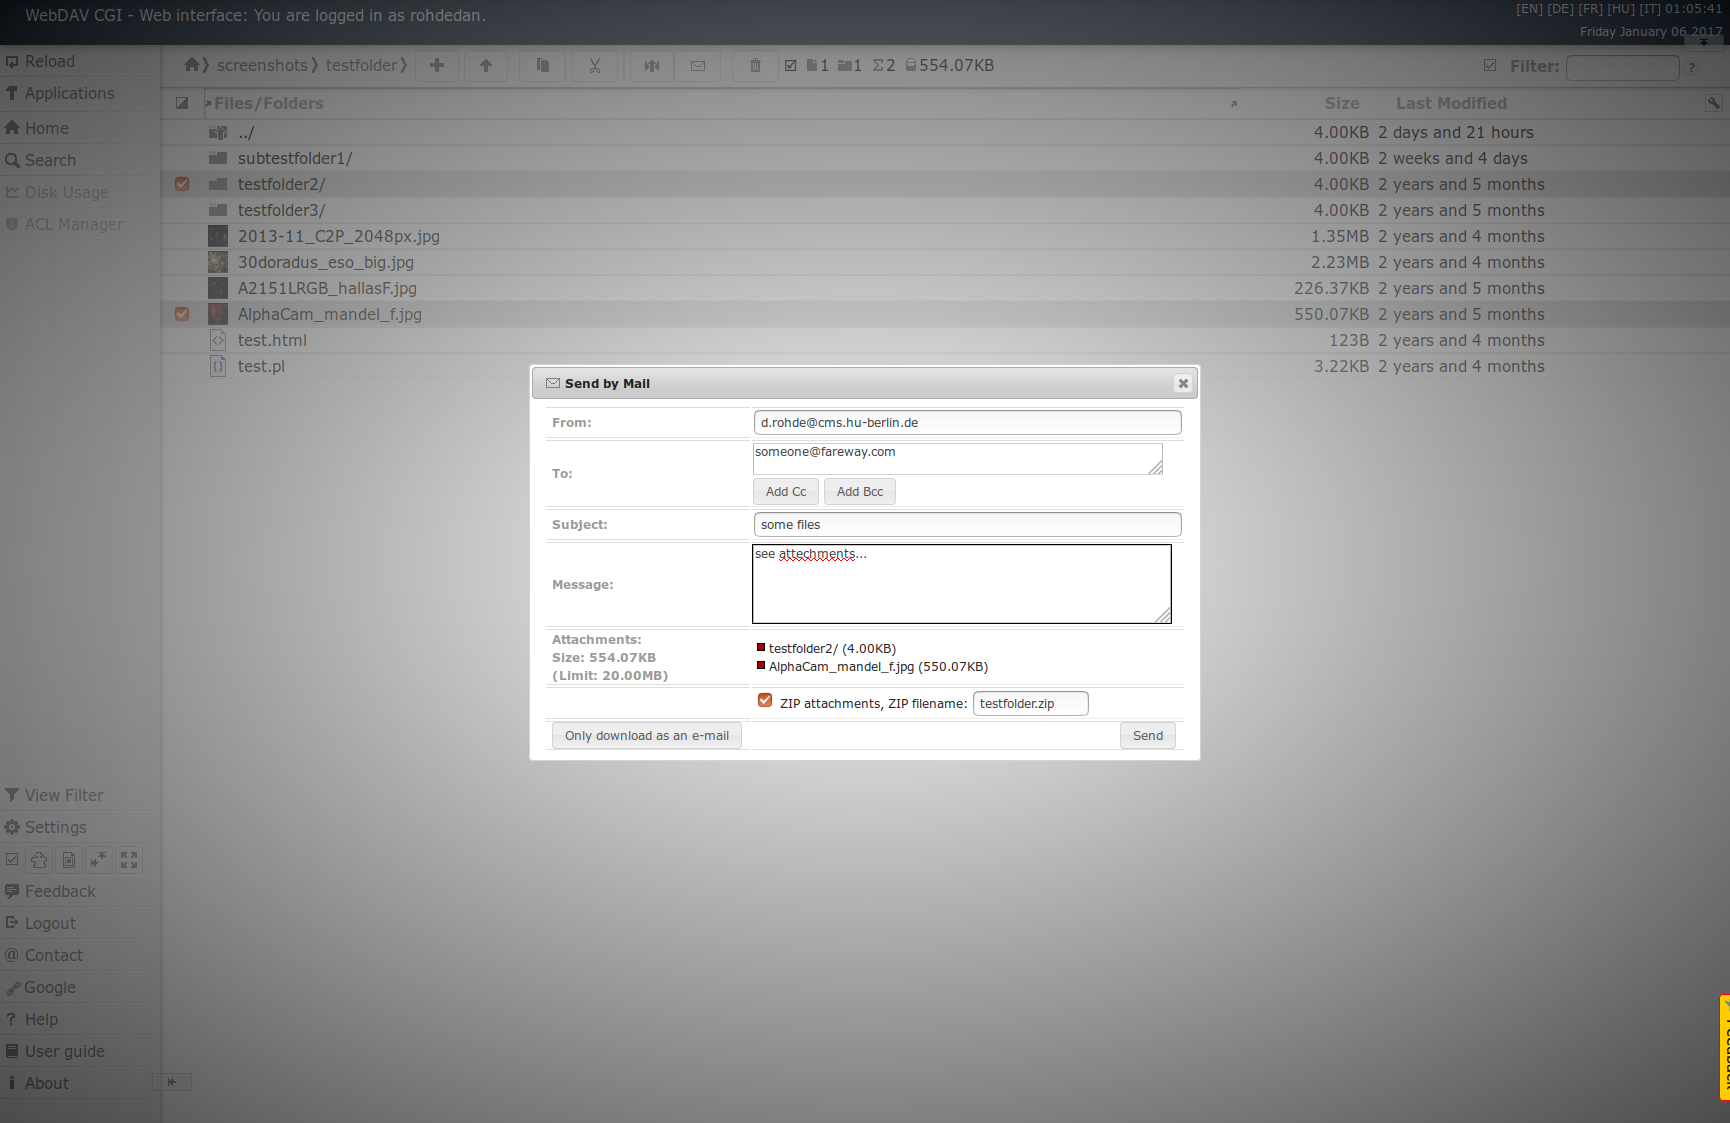 WebDAV CGI - Web interface: You are logged in as rohdedan.
[EN] [DE] [FR] [HU] [IT] 01:05:41
Friday January 06 2017
Reload
Applications
Home
Search
Disk Usage
ACL Manager
screenshots
testfolder
1 1 Σ2 554.07KB
Filter:
?
Files/Folders Size Last Modified
../ 4.00KB 2 days and 21 hours
subtestfolder1/ 4.00KB 2 weeks and 4 days
testfolder2/ 4.00KB 2 years and 5 months
testfolder3/ 4.00KB 2 years and 5 months
2013-11_C2P_2048px.jpg 1.35MB 2 years and 4 months
30doradus_eso_big.jpg 2.23MB 2 years and 4 months
A2151LRGB_hallasF.jpg 226.37KB 2 years and 5 months
AlphaCam_mandel_f.jpg 550.07KB 2 years and 5 months
test.html 123B 2 years and 4 months
test.pl 3.22KB 2 years and 4 months
Send by Mail
From: d.rohde@cms.hu-berlin.de
To: someone@fareway.com
Add Cc Add Bcc
Subject: some files
Message: see attechments...
Attachments:
Size: 554.07KB
(Limit: 20.00MB)
testfolder2/ (4.00KB)
AlphaCam_mandel_f.jpg (550.07KB)
ZIP attachments, ZIP filename: testfolder.zip
Only download as an e-mail Send
View Filter
Settings
Feedback
Logout
Contact
Google
Help
User guide
About
Feedback